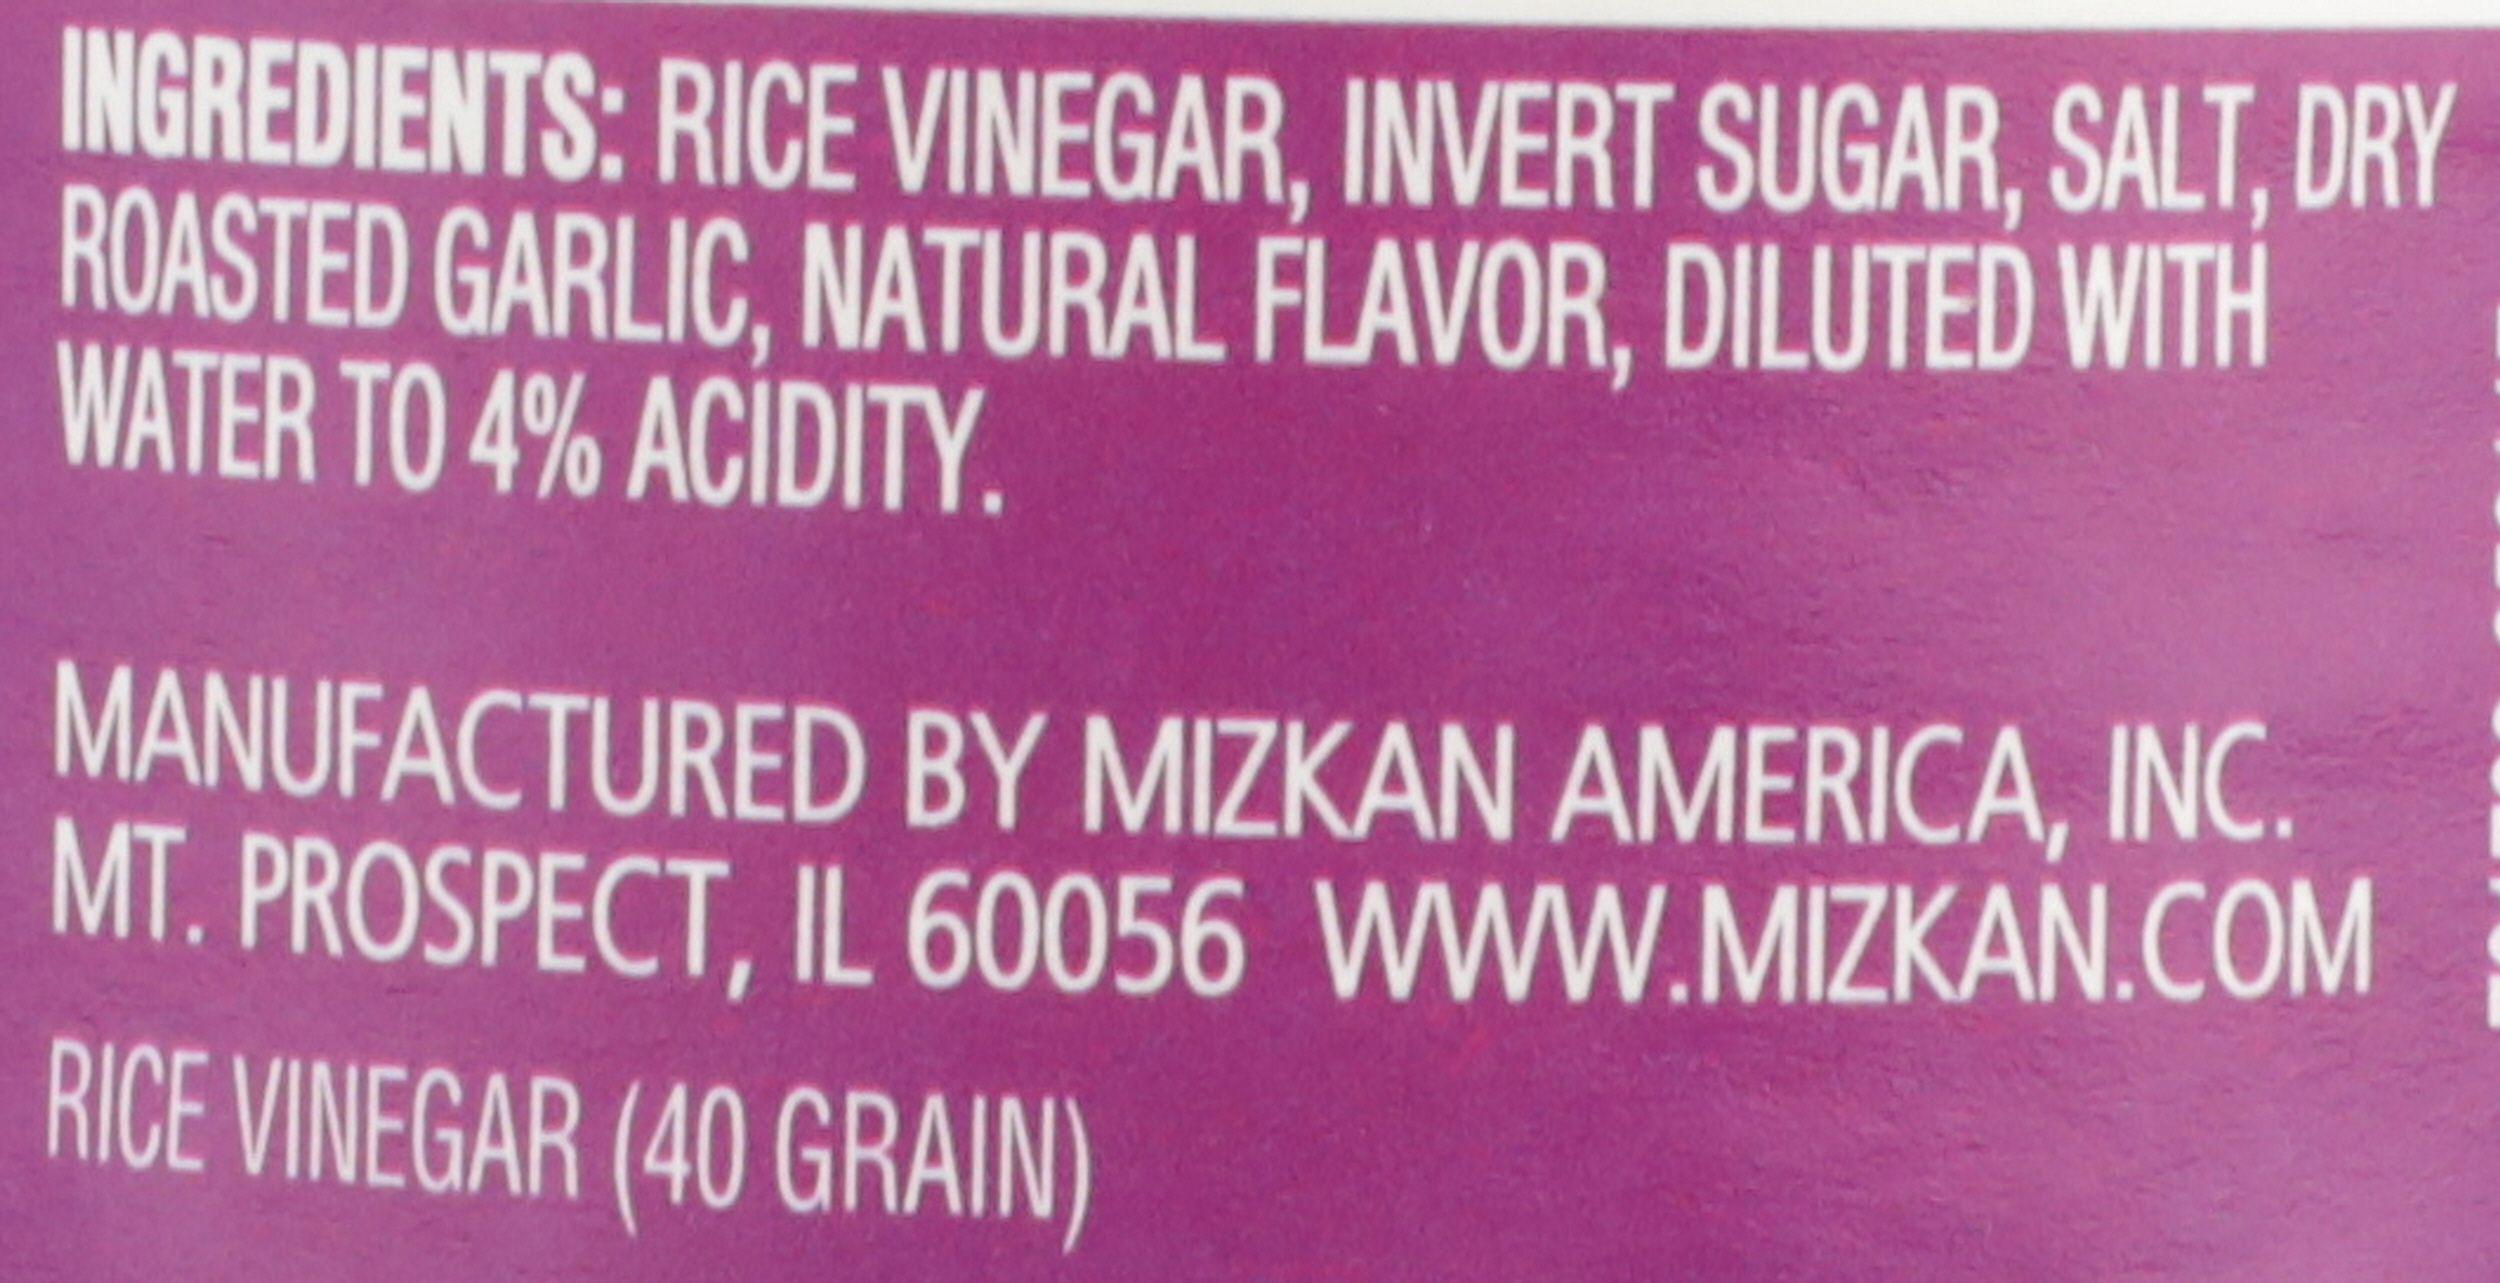 INGREDIENTS: RICE VINEGAR, INVERT SUGAR, SALT, DRY
ROASTED GARLIC, NATURAL FLAVOR, DILUTED WITH
WATER TO 4% ACIDITY.
MANUFACTURED BY MIZKAN AMERICA, INC.
MT. PROSPECT, IL 60056 WWW.MIZKAN.COM
RICE VINEGAR (40 GRAIN)